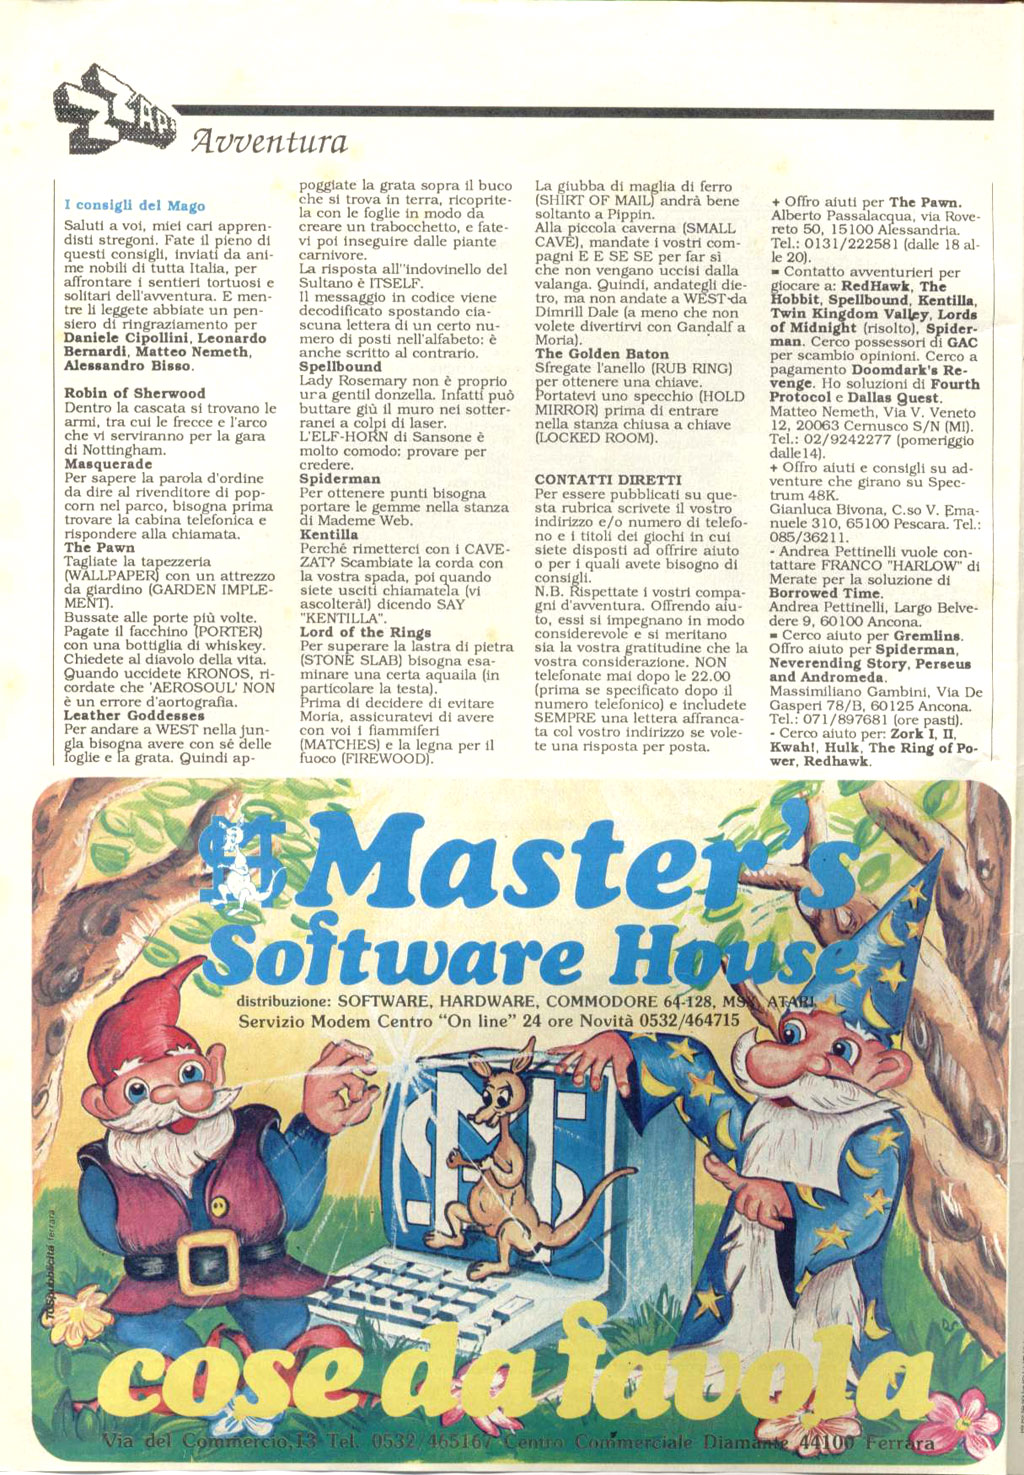 ZZAP!
Avventura
I consigli del Mago
Saluti a voi, miei cari appren-
disti stregoni. Fate il pieno di
questi consigli, inviati da ani-
me nobili di tutta Italia, per
affrontare i sentieri tortuosi e
solitari dell'avventura. E men-
tre li leggete abbiate un pen-
siero di ringraziamento per
Daniele Cipollini, Leonardo
Bernardi, Matteo Nemeth,
Alessandro Bisso.
Robin of Sherwood
Dentro la cascata si trovano le
armi, tra cui le frecce e l'arco
che vi serviranno per la gara
di Nottingham.
Masquerade
Per sapere la parola d'ordine
da dire al rivenditore di pop-
corn nel parco, bisogna prima
trovare la cabina telefonica e
rispondere alla chiamata.
The Pawn
Tagliate la tapezzeria
(WALLPAPER) con un attrezzo
da giardino (GARDEN IMPLE-
MENT).
Bussate alle porte più volte.
Pagate il facchino (PORTER)
con una bottiglia di whiskey.
Chiedete al diavolo della vita.
Quando uccidete KRONOS, ri-
cordate che 'AEROSOUL' NON
è un errore d'aortografia.
Leather Goddesses
Per andare a WEST nella jun-
gla bisogna avere con sé delle
foglie e la grata. Quindi ap-
poggiate la grata sopra il buco
che si trova in terra, ricoprite-
la con le foglie in modo da
creare un trabocchetto, e fate-
vi poi inseguire dalle piante
carnivore.
La risposta all"indovinello del
Sultano è ITSELF.
Il messaggio in codice viene
decodificato spostando cia-
scuna lettera di un certo nu-
mero di posti nell'alfabeto: è
anche scritto al contrario.
Spellbound
Lady Rosemary non è proprio
una gentil donzella. Infatti può
buttare giù il muro nei sotter-
ranei a colpi di laser.
L'ELF-HORN di Sansone è
molto comodo: provare per
credere.
Spiderman
Per ottenere punti bisogna
portare le gemme nella stanza
di Mademe Web.
Kentilla
Perché rimetterci con i CAVE-
ZAT? Scambiate la corda con
la vostra spada, poi quando
siete usciti chiamatela (vi
ascolterà!) dicendo SAY
"KENTILLA".
Lord of the Rings
Per superare la lastra di pietra
(STONE SLAB) bisogna esa-
minare una certa aquaila (in
particolare la testa).
Prima di decidere di evitare
Moria, assicuratevi di avere
con voi i fiammiferi
(MATCHES) e la legna per il
fuoco (FIREWOOD).
La giubba di maglia di ferro
(SHIRT OF MAIL) andrà bene
soltanto a Pippin.
Alla piccola caverna (SMALL
CAVE), mandate i vostri com-
pagni E E SE SE per far sì
che non vengano uccisi dalla
valanga. Quindi, andategli die-
tro, ma non andate a WEST da
Dimrill Dale (a meno che non
volete divertirvi con Gandalf a
Moria).
The Golden Baton
Sfregate l'anello (RUB RING)
per ottenere una chiave.
Portatevi uno specchio (HOLD
MIRROR) prima di entrare
nella stanza chiusa a chiave
(LOCKED ROOM).
CONTATTI DIRETTI
Per essere pubblicati su que-
sta rubrica scrivete il vostro
indirizzo e/o numero di telefo-
no e i titoli dei giochi in cui
siete disposti ad offrire aiuto
o per i quali avete bisogno di
consigli.
N.B. Rispettate i vostri compa-
gni d'avventura. Offrendo aiu-
to, essi si impegnano in modo
considerevole e si meritano
sia la vostra gratitudine che la
vostra considerazione. NON
telefonate mai dopo le 22.00
(prima se specificato dopo il
numero telefonico) e includete
SEMPRE una lettera affranca-
ta col vostro indirizzo se vole-
te una risposta per posta.
+ Offro aiuti per The Pawn.
Alberto Passalacqua, via Rove-
reto 50, 15100 Alessandria.
Tel.: 0131/222581 (dalle 18 al-
le 20).
= Contatto avventurieri per
giocare a: RedHawk, The
Hobbit, Spellbound, Kentilla,
Twin Kingdom Valley, Lords
of Midnight (risolto), Spider-
man. Cerco possessori di GAC
per scambio opinioni. Cerco a
pagamento Doomdark's Re-
venge. Ho soluzioni di Fourth
Protocol e Dallas Quest.
Matteo Nemeth, Via V. Veneto
12, 20063 Cernusco S/N (MI).
Tel.: 02/9242277 (pomeriggio
dalle 14).
+ Offro aiuti e consigli su ad-
venture che girano su Spec-
trum 48K.
Gianluca Bivona, C.so V. Ema-
nuele 310, 65100 Pescara. Tel.:
085/36211.
- Andrea Pettinelli vuole con-
tattare FRANCO "HARLOW" di
Merate per la soluzione di
Borrowed Time.
Andrea Pettinelli, Largo Belve-
dere 9, 60100 Ancona.
= Cerco aiuto per Gremlins.
Offro aiuto per Spiderman,
Neverending Story, Perseus
and Andromeda.
Massimiliano Gambini, Via De
Gasperi 78/B, 60125 Ancona.
Tel.: 071/897681 (ore pasti).
- Cerco aiuto per: Zork I, II,
Kwah!, Hulk, The Ring of Po-
wer, Redhawk.
Master's
Software House
distribuzione: SOFTWARE, HARDWARE, COMMODORE 64-128, MSX, ATARI
Servizio Modem Centro "On line" 24 ore Novità 0532/464715
cose da favola
Via del Commercio,13 Tel. 0532/465167 Centro Commerciale Diamante 44100 Ferrara